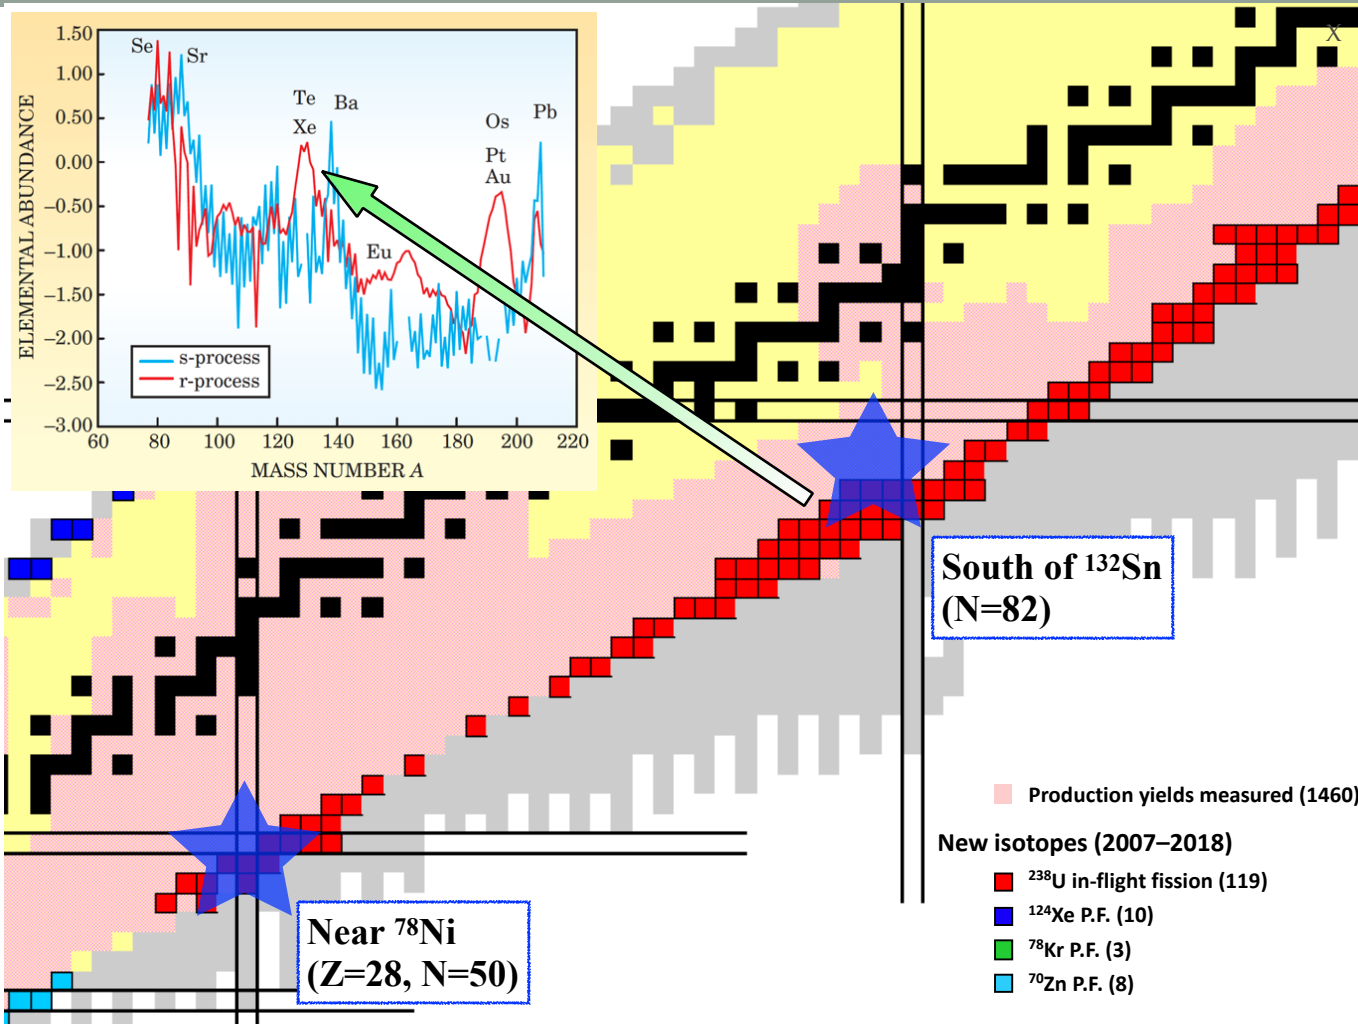 X
1.50
1.00
0.50
0.00
−0.50
−1.00
−1.50
−2.00
−2.50
−3.00
ELEMENTAL ABUNDANCE
Se
Sr
Te
Xe
Ba
Eu
Os
Pt
Au
Pb
s-process
r-process
60 80 100 120 140 160 180 200 220
MASS NUMBER A
South of ¹³²Sn
(N=82)
Near ⁷⁸Ni
(Z=28, N=50)
Production yields measured (1460)
New isotopes (2007–2018)
²³⁸U in-flight fission (119)
¹²⁴Xe P.F. (10)
⁷⁸Kr P.F. (3)
⁷⁰Zn P.F. (8)